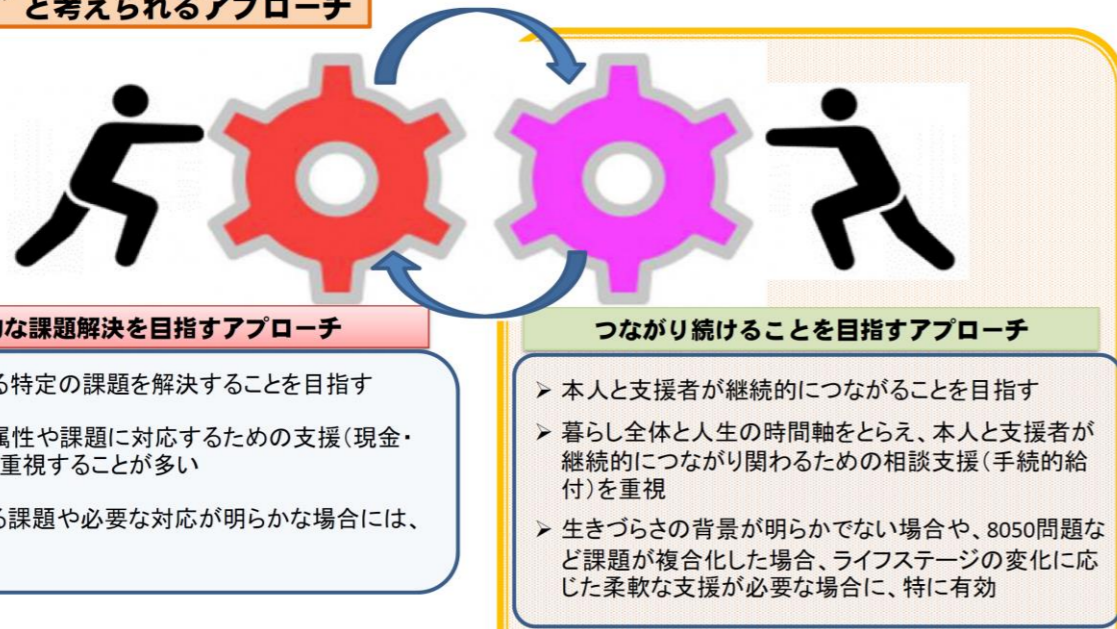 ” と考えられるアプローチ
な課題解決を目指すアプローチ
る特定の課題を解決することを目指す
属性や課題に対応するための支援(現金・
重視することが多い
る課題や必要な対応が明らかな場合には、
つながり続けることを目指すアプローチ
➢ 本人と支援者が継続的につながることを目指す
➢ 暮らし全体と人生の時間軸をとらえ、本人と支援者が
継続的につながり関わるための相談支援(手続的給
付)を重視
➢ 生きづらさの背景が明らかでない場合や、8050問題な
ど課題が複合化した場合、ライフステージの変化に応
じた柔軟な支援が必要な場合に、特に有効